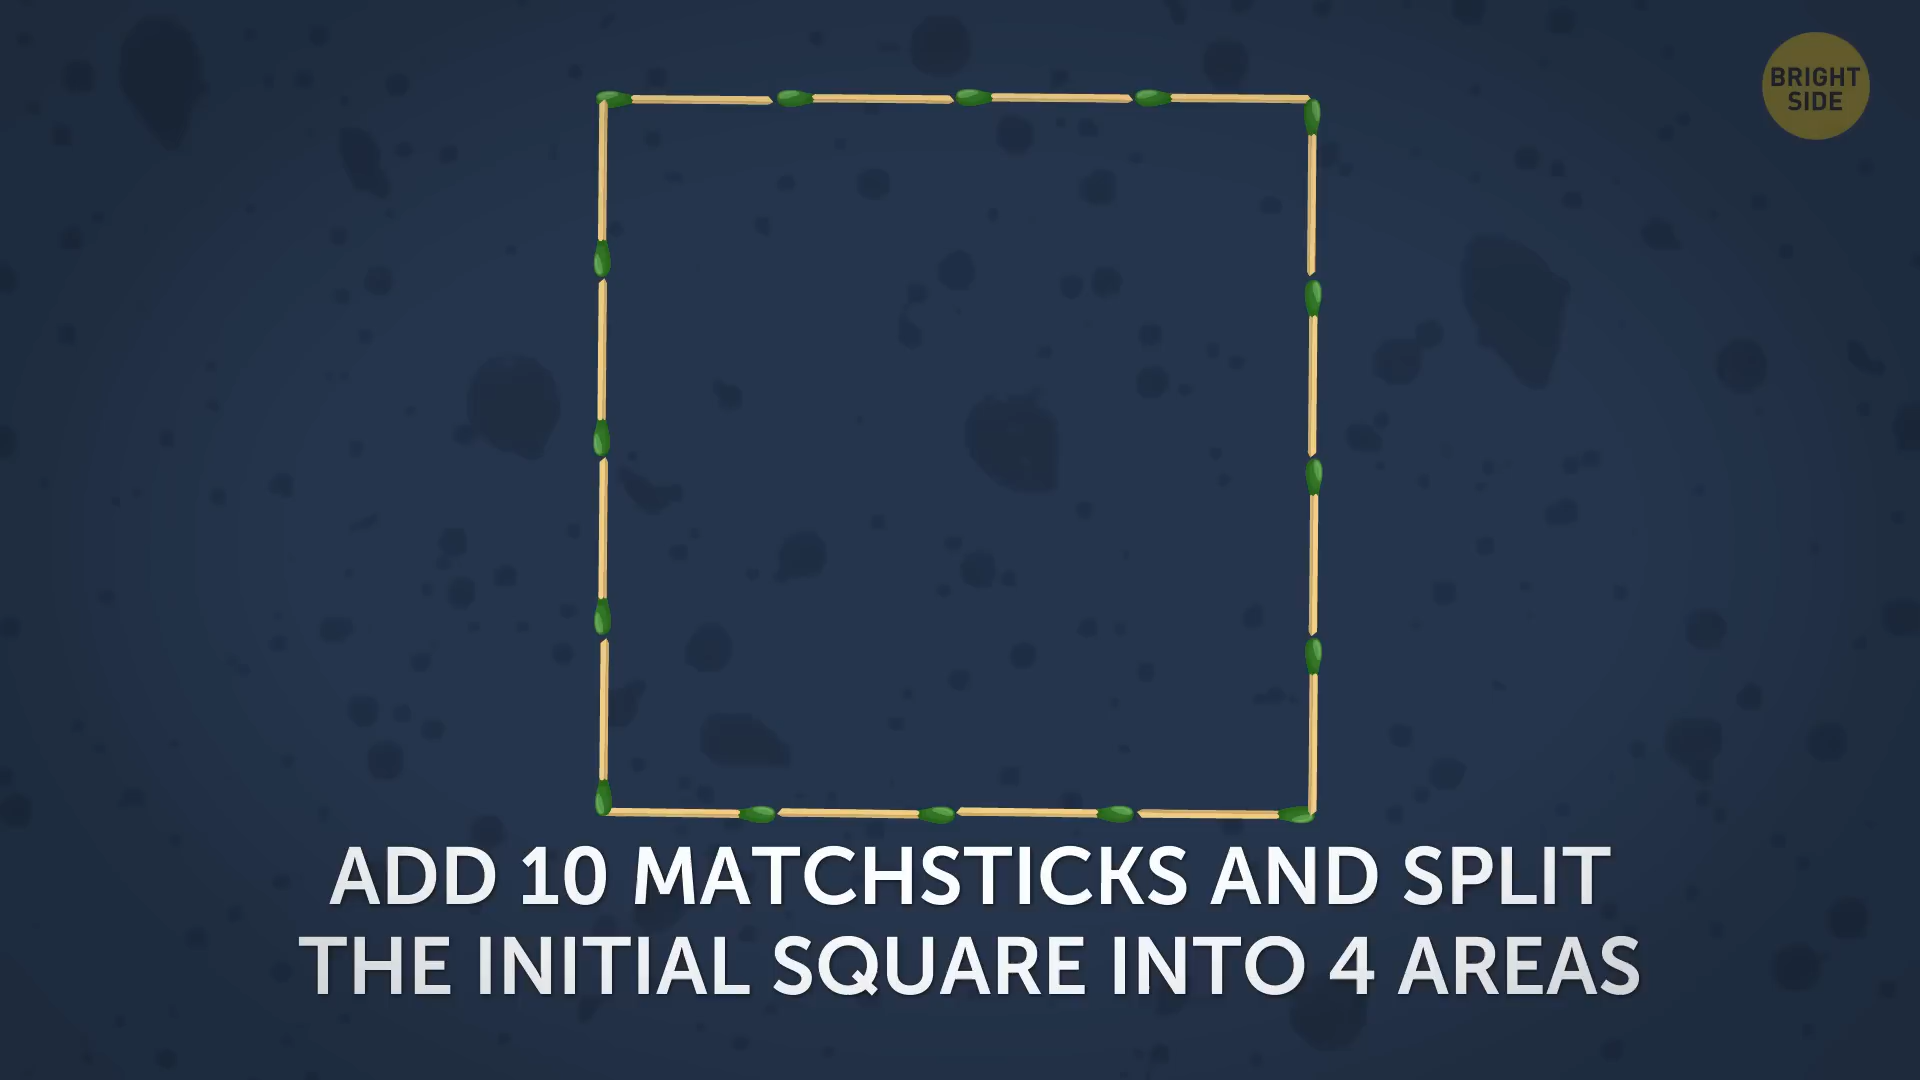 BRIGHT
SIDE
ADD 10 MATCHSTICKS AND SPLIT
THE INITIAL SQUARE INTO 4 AREAS